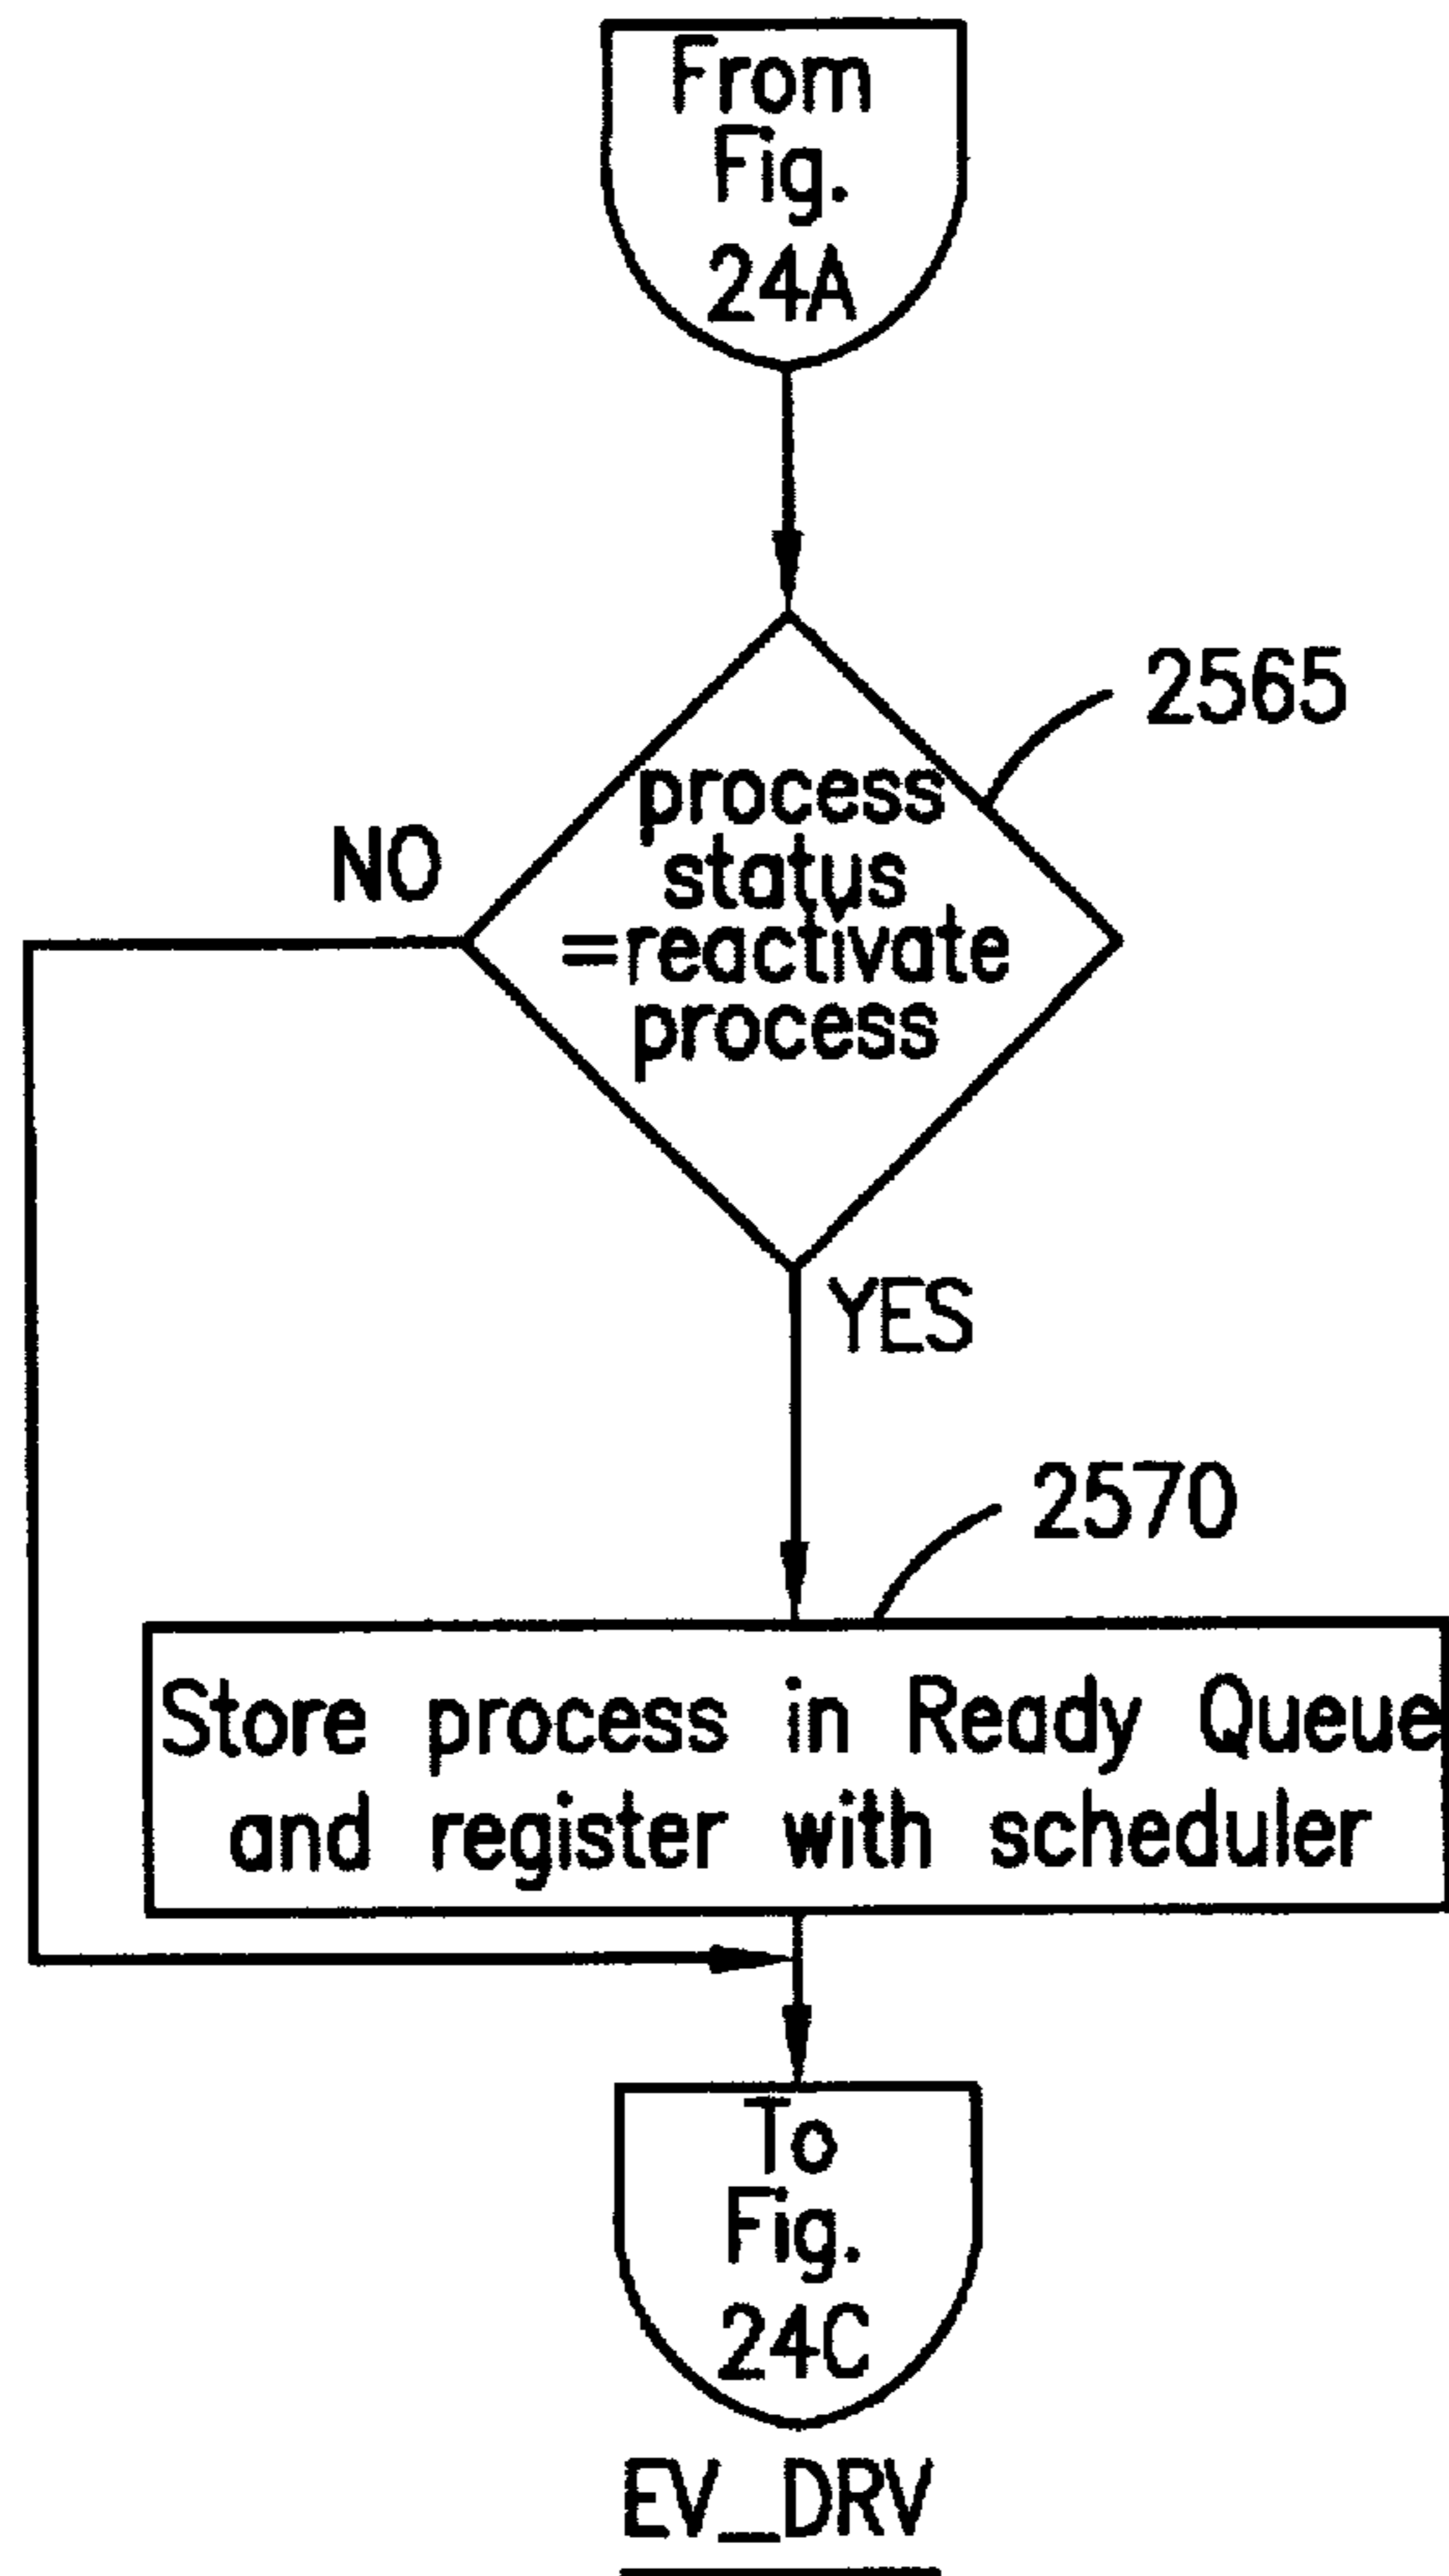 From
Fig.
24A
2565
process
status
=reactivate
process
NO
YES
2570
Store process in Ready Queue
and register with scheduler
To
Fig.
24C
EV_DRV